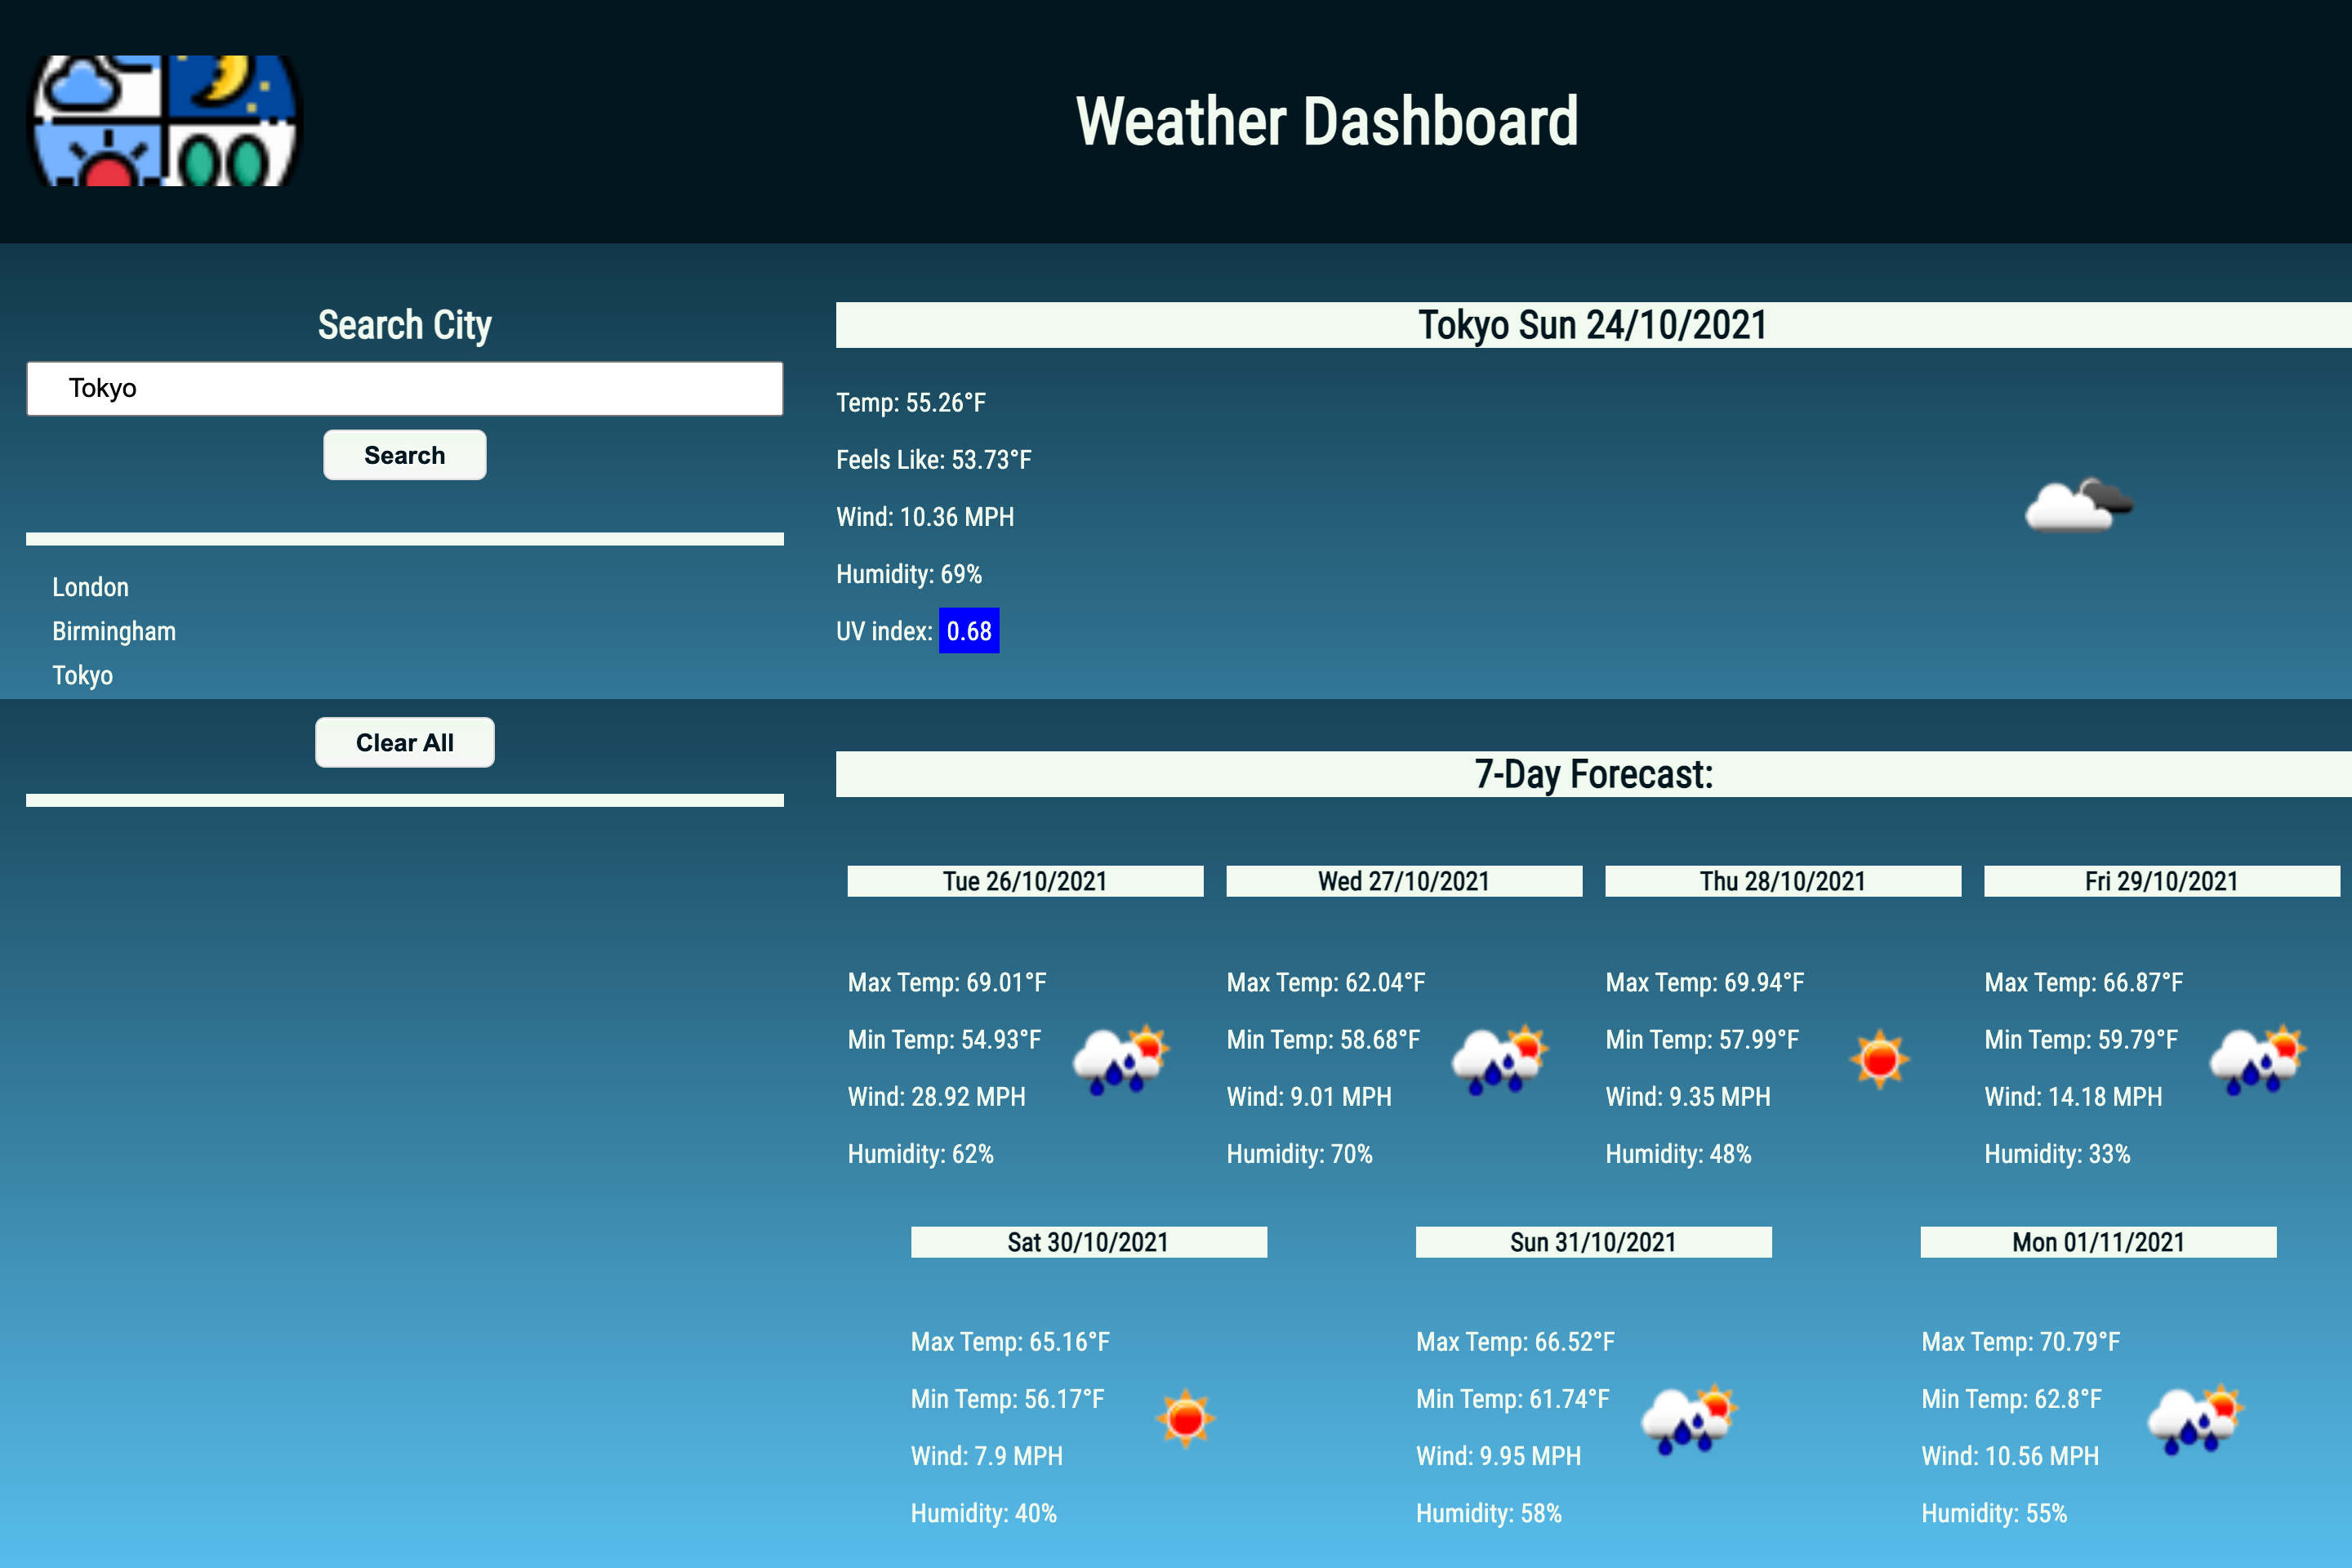 Weather Dashboard
Search City
Tokyo
Search
London
Birmingham
Tokyo
Clear All
Tokyo Sun 24/10/2021
Temp: 55.26°F
Feels Like: 53.73°F
Wind: 10.36 MPH
Humidity: 69%
UV index: 0.68
7-Day Forecast:
Tue 26/10/2021
Max Temp: 69.01°F
Min Temp: 54.93°F
Wind: 28.92 MPH
Humidity: 62%
Wed 27/10/2021
Max Temp: 62.04°F
Min Temp: 58.68°F
Wind: 9.01 MPH
Humidity: 70%
Thu 28/10/2021
Max Temp: 69.94°F
Min Temp: 57.99°F
Wind: 9.35 MPH
Humidity: 48%
Fri 29/10/2021
Max Temp: 66.87°F
Min Temp: 59.79°F
Wind: 14.18 MPH
Humidity: 33%
Sat 30/10/2021
Max Temp: 65.16°F
Min Temp: 56.17°F
Wind: 7.9 MPH
Humidity: 40%
Sun 31/10/2021
Max Temp: 66.52°F
Min Temp: 61.74°F
Wind: 9.95 MPH
Humidity: 58%
Mon 01/11/2021
Max Temp: 70.79°F
Min Temp: 62.8°F
Wind: 10.56 MPH
Humidity: 55%